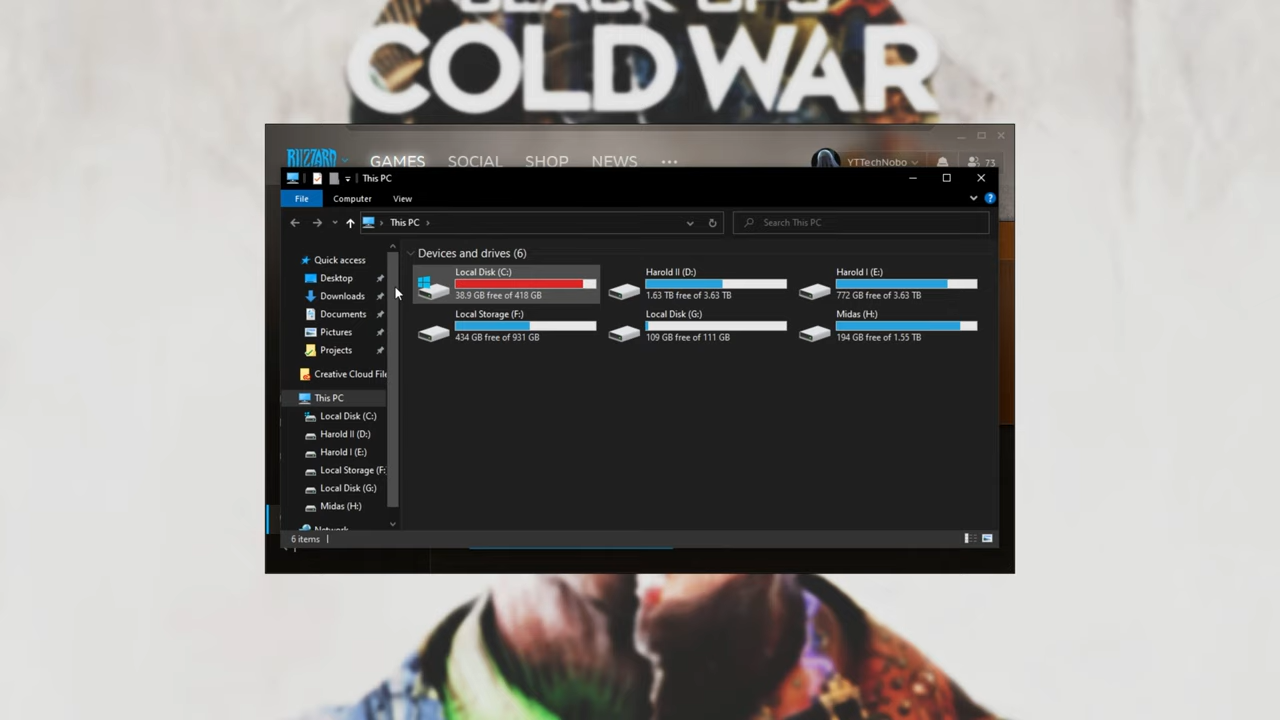 BLACK OPS
COLD WAR
BLIZZARD
GAMES SOCIAL SHOP NEWS ••• YTTechNobo 73
This PC
File Computer View
This PC Search This PC
Quick access
Desktop
Downloads
Documents
Pictures
Projects
Creative Cloud File
This PC
Local Disk (C:)
Harold II (D:)
Harold I (E:)
Local Storage (F:
Local Disk (G:)
Midas (H:)
Network
Devices and drives (6)
Local Disk (C:)
38.9 GB free of 418 GB
Harold II (D:)
1.63 TB free of 3.63 TB
Harold I (E:)
772 GB free of 3.63 TB
Local Storage (F:)
434 GB free of 931 GB
Local Disk (G:)
109 GB free of 111 GB
Midas (H:)
194 GB free of 1.55 TB
6 items